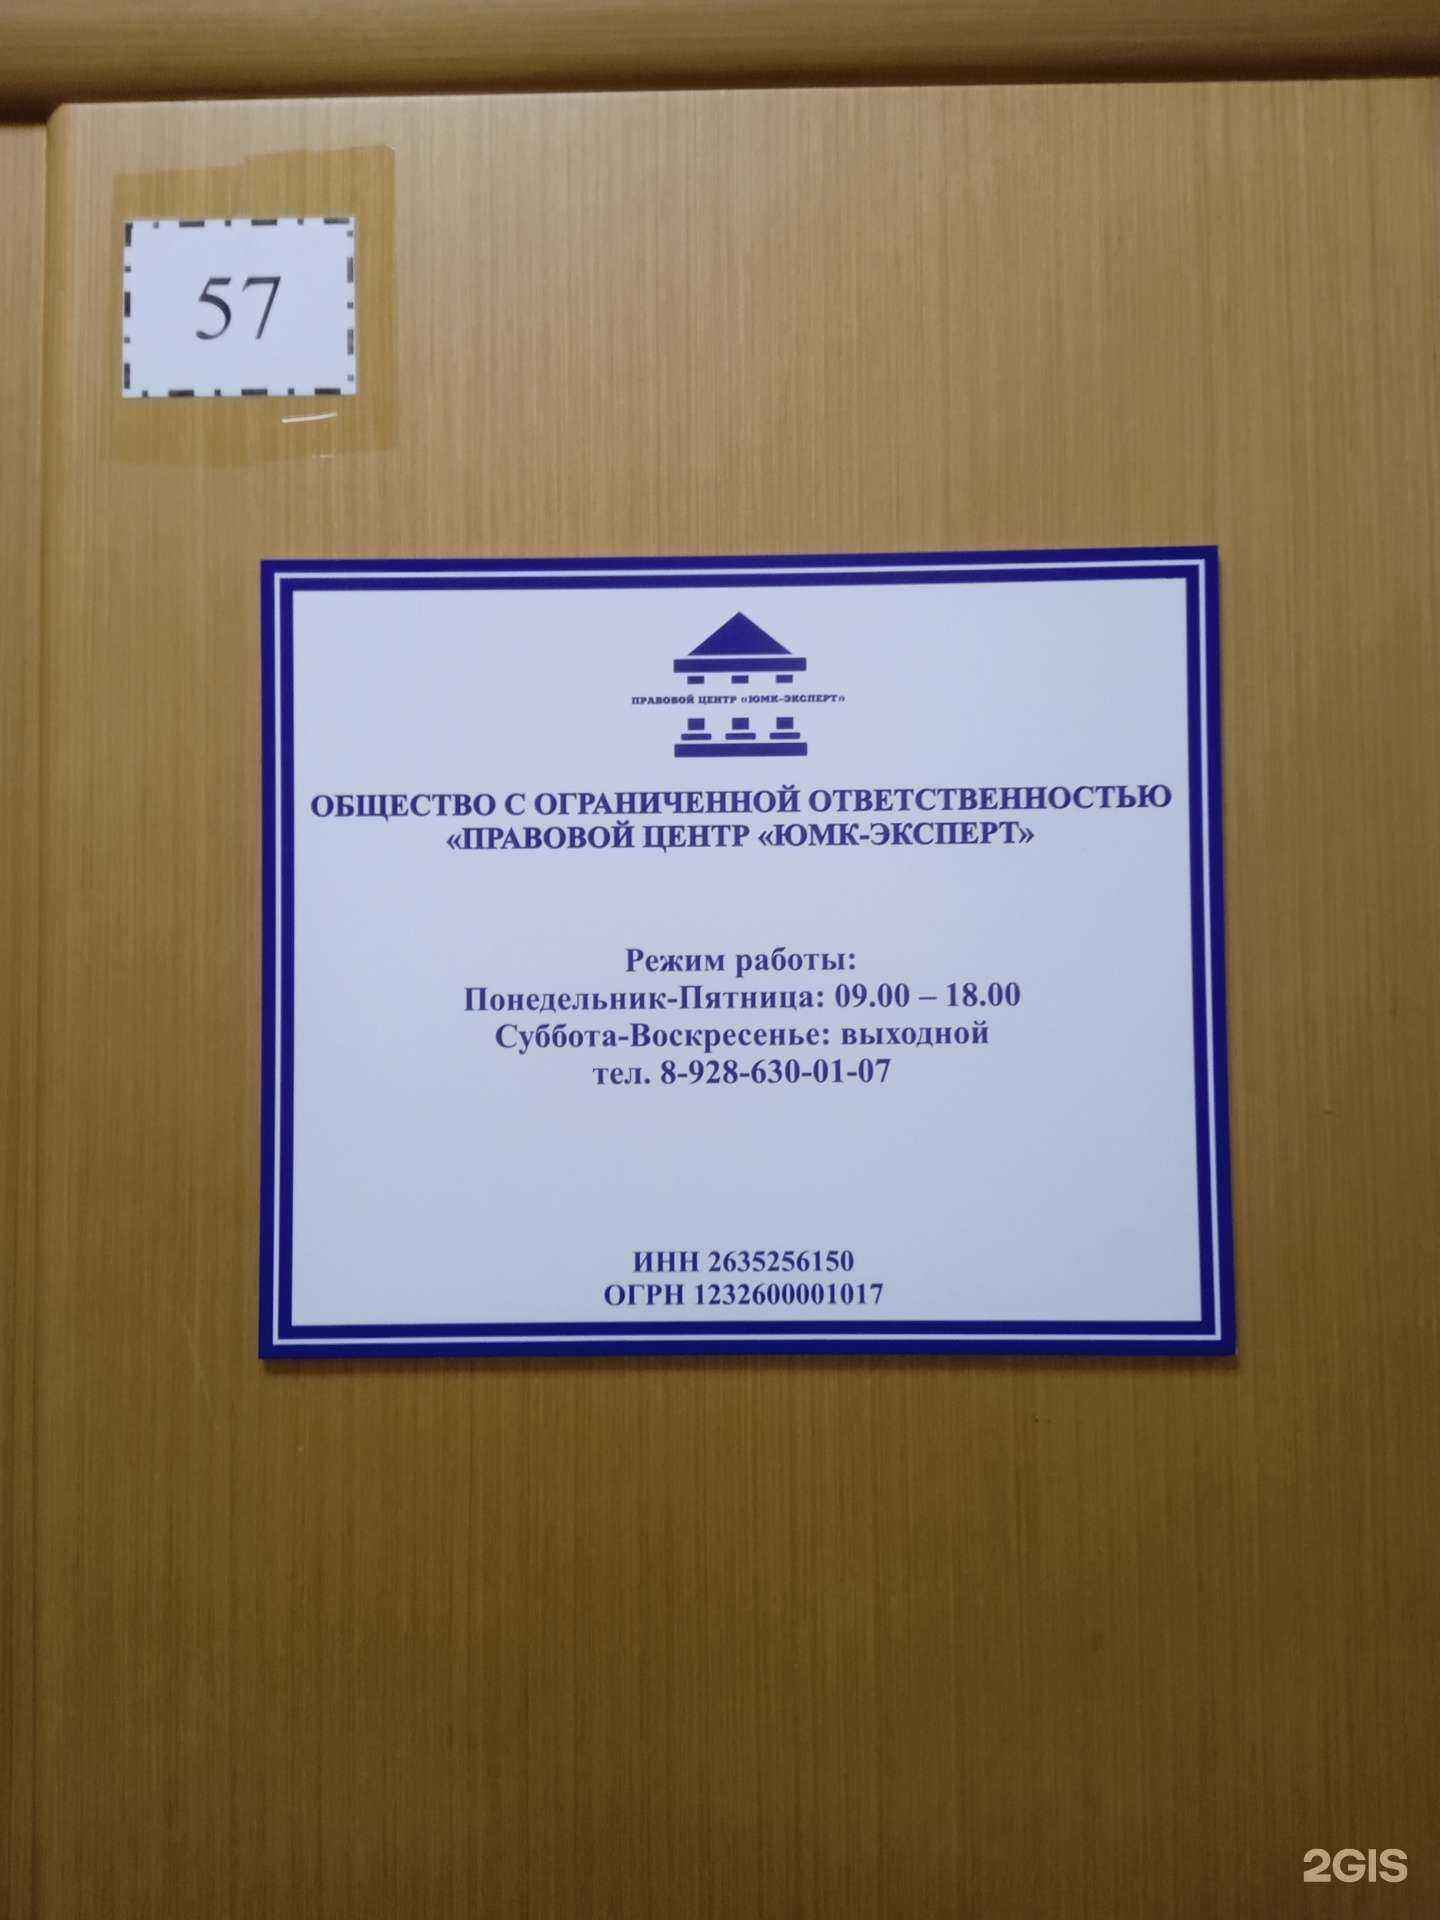 57
ПРАВОВОЙ ЦЕНТР «ЮМК-ЭКСПЕРТ»
ОБЩЕСТВО С ОГРАНИЧЕННОЙ ОТВЕТСТВЕННОСТЬЮ
«ПРАВОВОЙ ЦЕНТР «ЮМК-ЭКСПЕРТ»
Режим работы:
Понедельник-Пятница: 09.00 – 18.00
Суббота-Воскресенье: выходной
тел. 8-928-630-01-07
ИНН 2635256150
ОГРН 1232600001017
2GIS